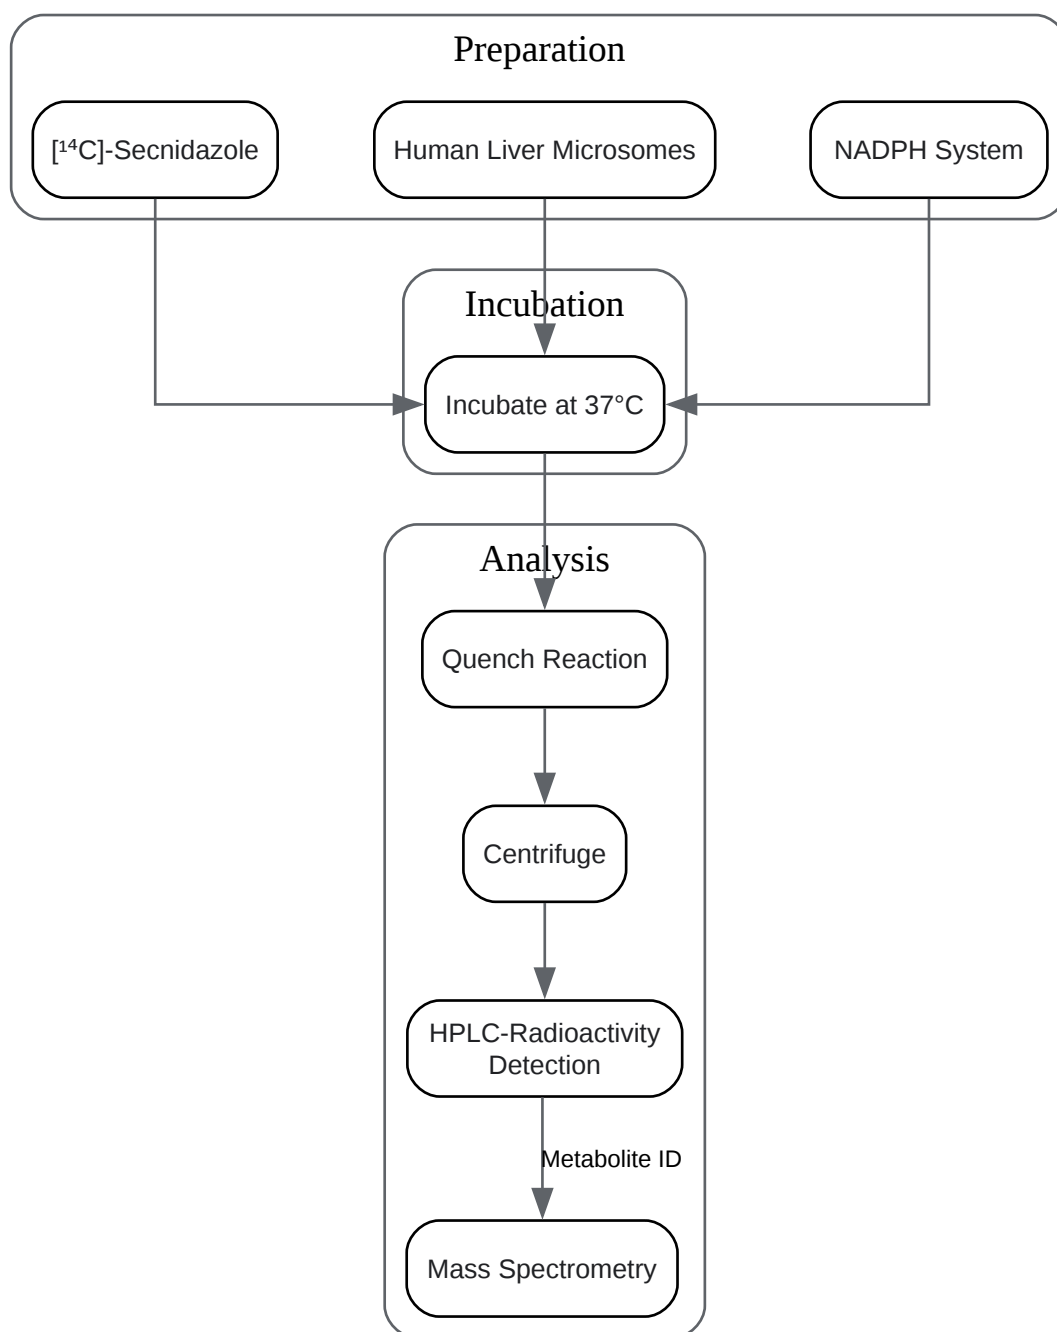 Preparation
[¹⁴C]-Secnidazole
Human Liver Microsomes
NADPH System
Incubation
Incubate at 37°C
Analysis
Quench Reaction
Centrifuge
HPLC-Radioactivity
Detection
Metabolite ID
Mass Spectrometry